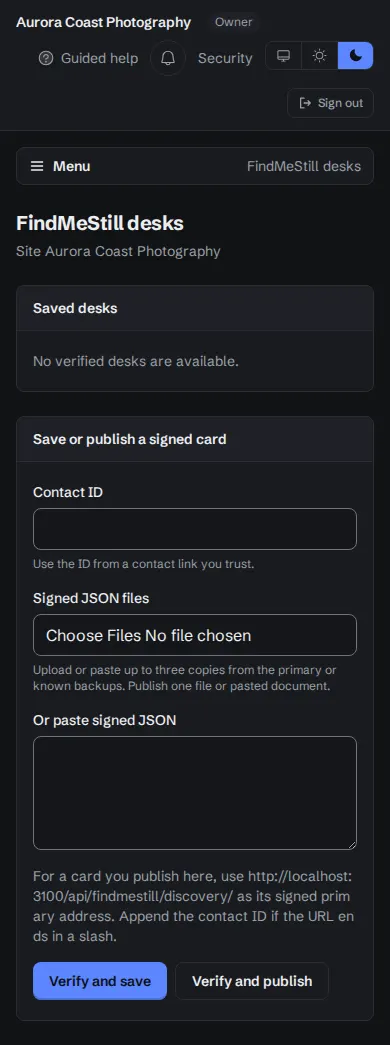 Aurora Coast Photography Owner
Guided help Security
Sign out
Menu FindMeStill desks
FindMeStill desks
Site Aurora Coast Photography
Saved desks
No verified desks are available.
Save or publish a signed card
Contact ID
Use the ID from a contact link you trust.
Signed JSON files
Choose Files No file chosen
Upload or paste up to three copies from the primary or
known backups. Publish one file or pasted document.
Or paste signed JSON
For a card you publish here, use http://localhost:
3100/api/findmestill/discovery/ as its signed prim
ary address. Append the contact ID if the URL en
ds in a slash.
Verify and save Verify and publish